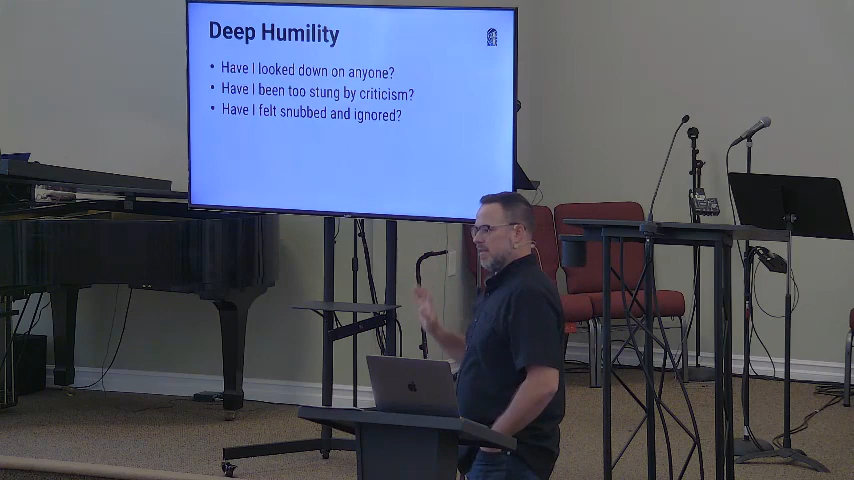 Deep Humility
• Have I looked down on anyone?
• Have I been too stung by criticism?
• Have I felt snubbed and ignored?